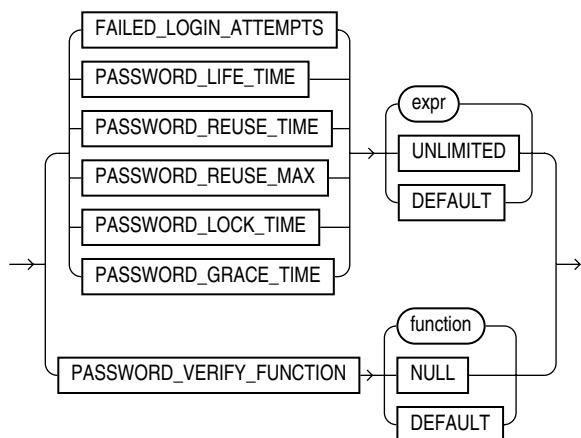 FAILED_LOGIN_ATTEMPTS
PASSWORD_LIFE_TIME
PASSWORD_REUSE_TIME
PASSWORD_REUSE_MAX
PASSWORD_LOCK_TIME
PASSWORD_GRACE_TIME
expr
UNLIMITED
DEFAULT
PASSWORD_VERIFY_FUNCTION
function
NULL
DEFAULT